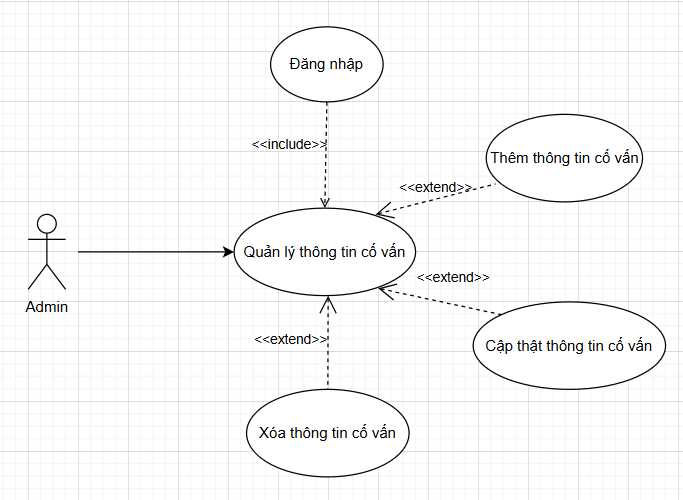 Đăng nhập
<<include>>
Thêm thông tin cố vấn
<<extend>>
Quản lý thông tin cố vấn
<<extend>>
Admin
<<extend>>
Cập thật thông tin cố vấn
Xóa thông tin cố vấn